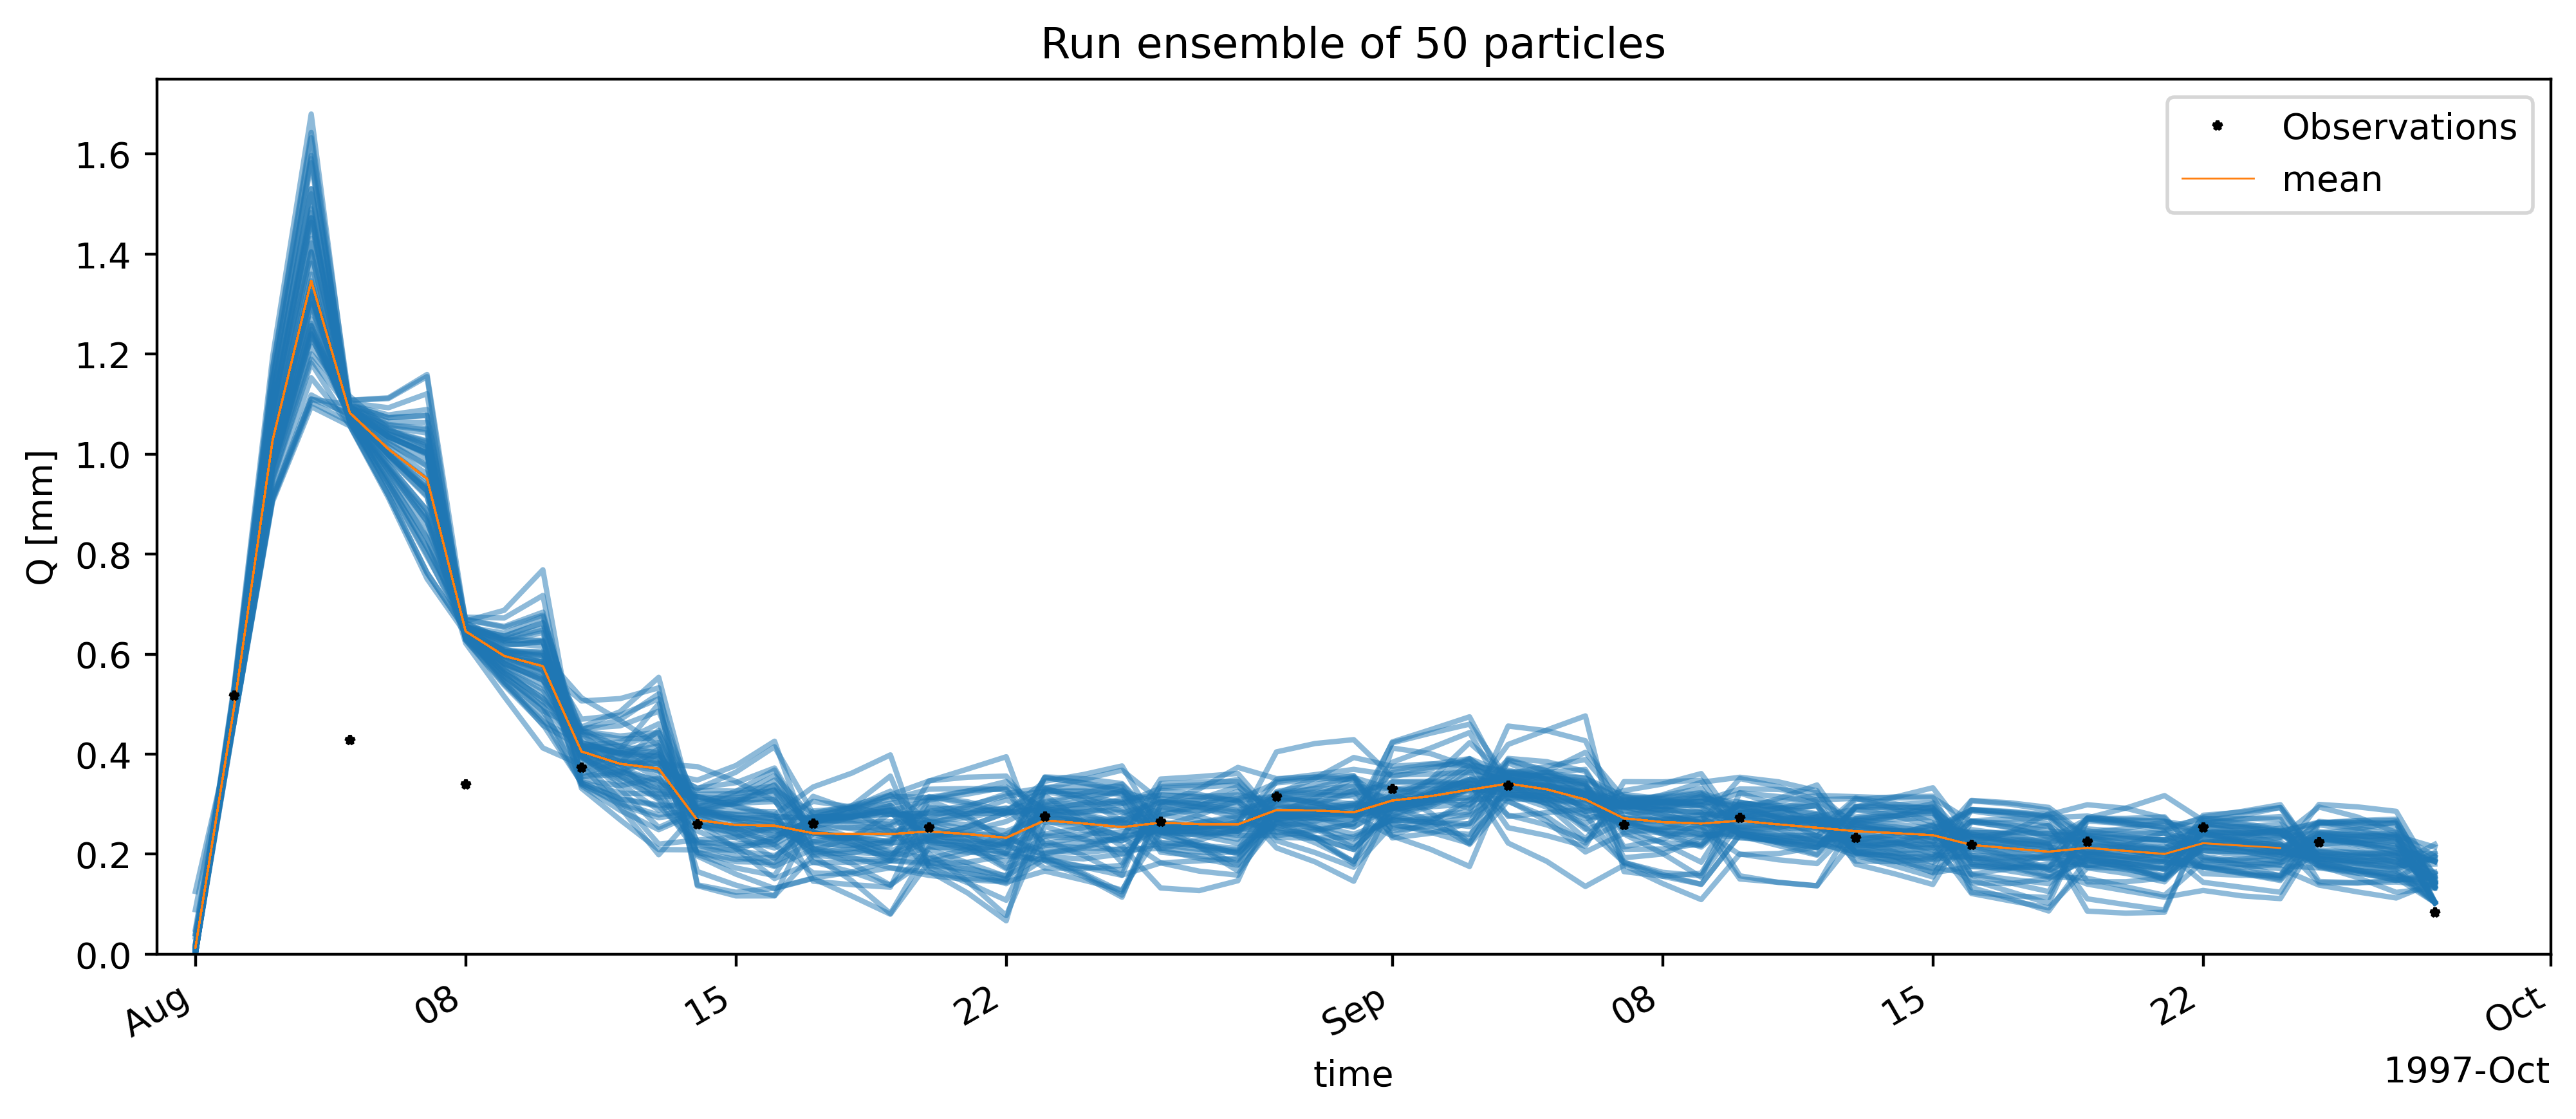 Run ensemble of 50 particles
Observations
mean
Q [mm]
1.6
1.4
1.2
1.0
0.8
0.6
0.4
0.2
0.0
Aug 08 15 22 Sep 08 15 22 Oct
time
1997-Oct